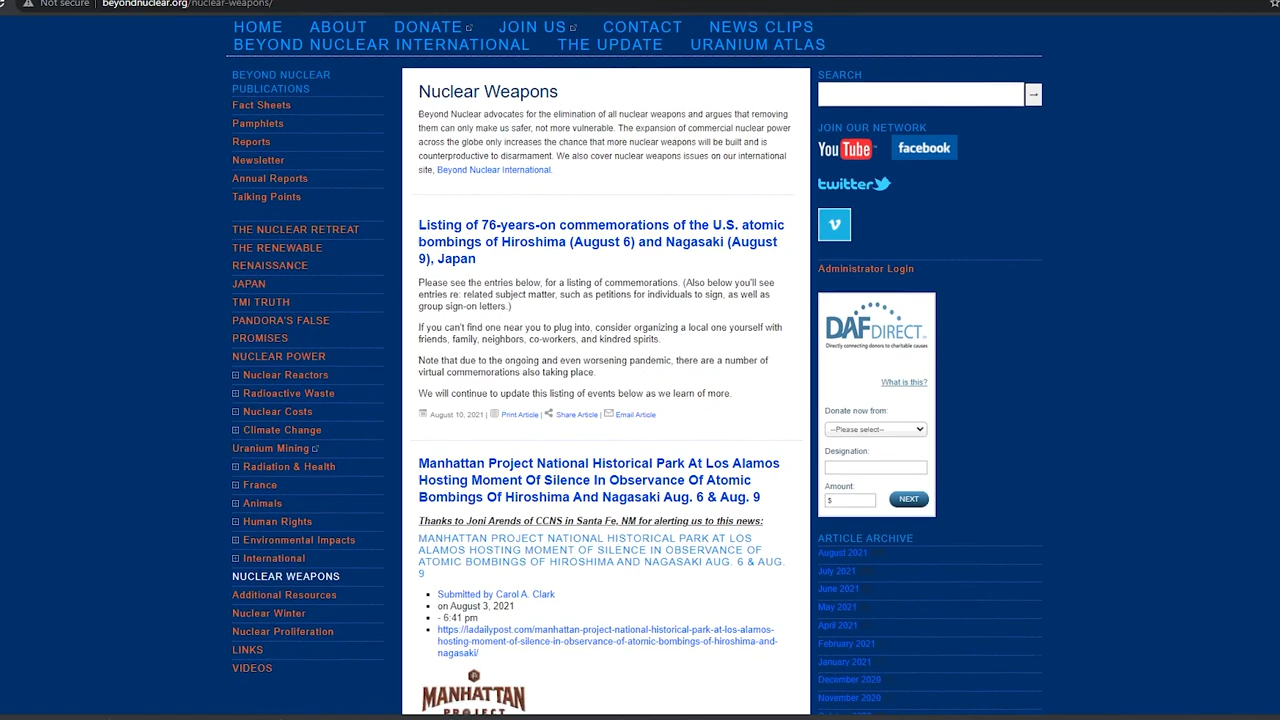 Not secure | beyondnuclear.org/nuclear-weapons/
HOME ABOUT DONATE JOIN US CONTACT NEWS CLIPS
BEYOND NUCLEAR INTERNATIONAL THE UPDATE URANIUM ATLAS
BEYOND NUCLEAR
PUBLICATIONS
Fact Sheets
Pamphlets
Reports
Newsletter
Annual Reports
Talking Points
THE NUCLEAR RETREAT
THE RENEWABLE
RENAISSANCE
JAPAN
TMI TRUTH
PANDORA'S FALSE
PROMISES
NUCLEAR POWER
Nuclear Reactors
Radioactive Waste
Nuclear Costs
Climate Change
Uranium Mining
Radiation & Health
France
Animals
Human Rights
Environmental Impacts
International
NUCLEAR WEAPONS
Additional Resources
Nuclear Winter
Nuclear Proliferation
LINKS
VIDEOS
Nuclear Weapons
Beyond Nuclear advocates for the elimination of all nuclear weapons and argues that removing
them can only make us safer, not more vulnerable. The expansion of commercial nuclear power
across the globe only increases the chance that more nuclear weapons will be built and is
counterproductive to disarmament. We also cover nuclear weapons issues on our international
site, Beyond Nuclear International.
Listing of 76-years-on commemorations of the U.S. atomic
bombings of Hiroshima (August 6) and Nagasaki (August
9), Japan
Please see the entries below, for a listing of commemorations. (Also below you'll see
entries re: related subject matter, such as petitions for individuals to sign, as well as
group sign-on letters.)
If you can't find one near you to plug into, consider organizing a local one yourself with
friends, family, neighbors, co-workers, and kindred spirits.
Note that due to the ongoing and even worsening pandemic, there are a number of
virtual commemorations also taking place.
We will continue to update this listing of events below as we learn of more.
August 10, 2021 | Print Article | Share Article | Email Article
Manhattan Project National Historical Park At Los Alamos
Hosting Moment Of Silence In Observance Of Atomic
Bombings Of Hiroshima And Nagasaki Aug. 6 & Aug. 9
Thanks to Joni Arends of CCNS in Santa Fe, NM for alerting us to this news:
MANHATTAN PROJECT NATIONAL HISTORICAL PARK AT LOS
ALAMOS HOSTING MOMENT OF SILENCE IN OBSERVANCE OF
ATOMIC BOMBINGS OF HIROSHIMA AND NAGASAKI AUG. 6 & AUG.
9
Submitted by Carol A. Clark
on August 3, 2021
- 6:41 pm
https://ladailypost.com/manhattan-project-national-historical-park-at-los-alamos-
hosting-moment-of-silence-in-observance-of-atomic-bombings-of-hiroshima-and-
nagasaki/
MANHATTAN
PROJECT
SEARCH
→
JOIN OUR NETWORK
YouTube facebook
twitter
v
Administrator Login
DAFDIRECT
Directly connecting donors to charitable causes
What is this?
Donate now from:
--Please select--
Designation:
Amount:
$ NEXT
ARTICLE ARCHIVE
August 2021
July 2021
June 2021
May 2021
April 2021
February 2021
January 2021
December 2020
November 2020